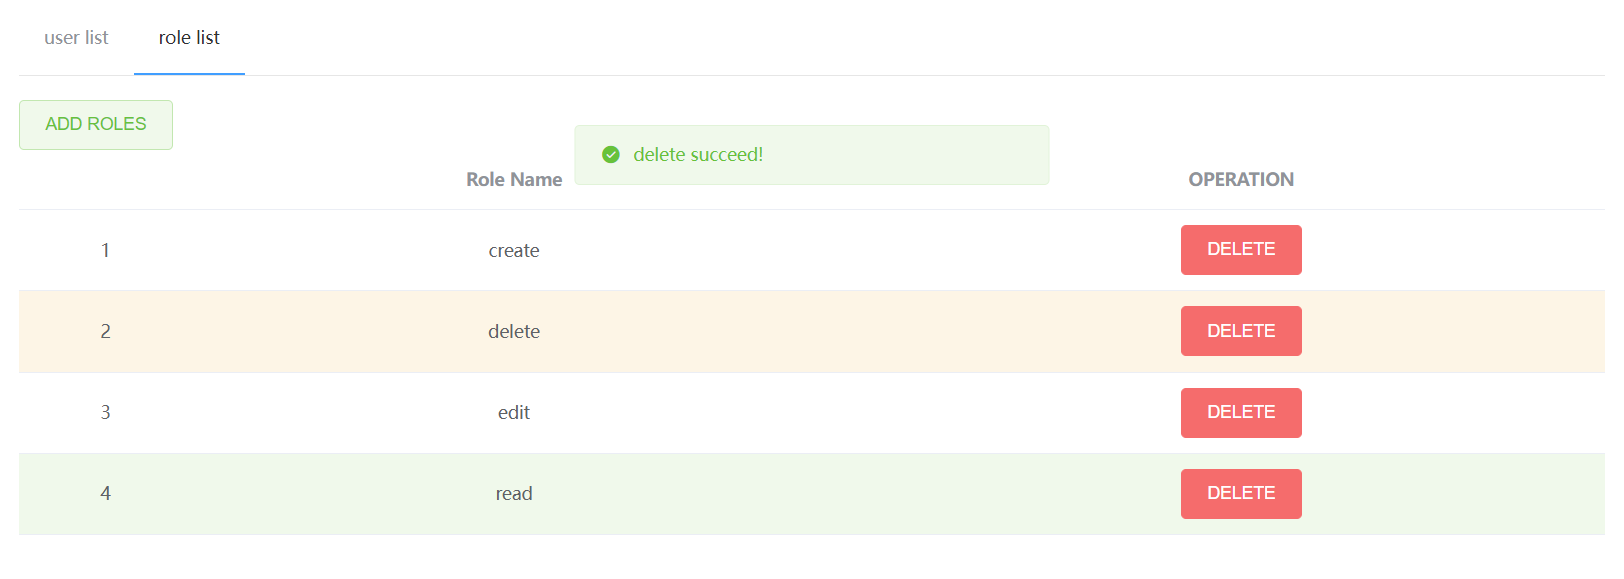 user list role list
ADD ROLES
delete succeed!
Role Name OPERATION
1 create DELETE
2 delete DELETE
3 edit DELETE
4 read DELETE